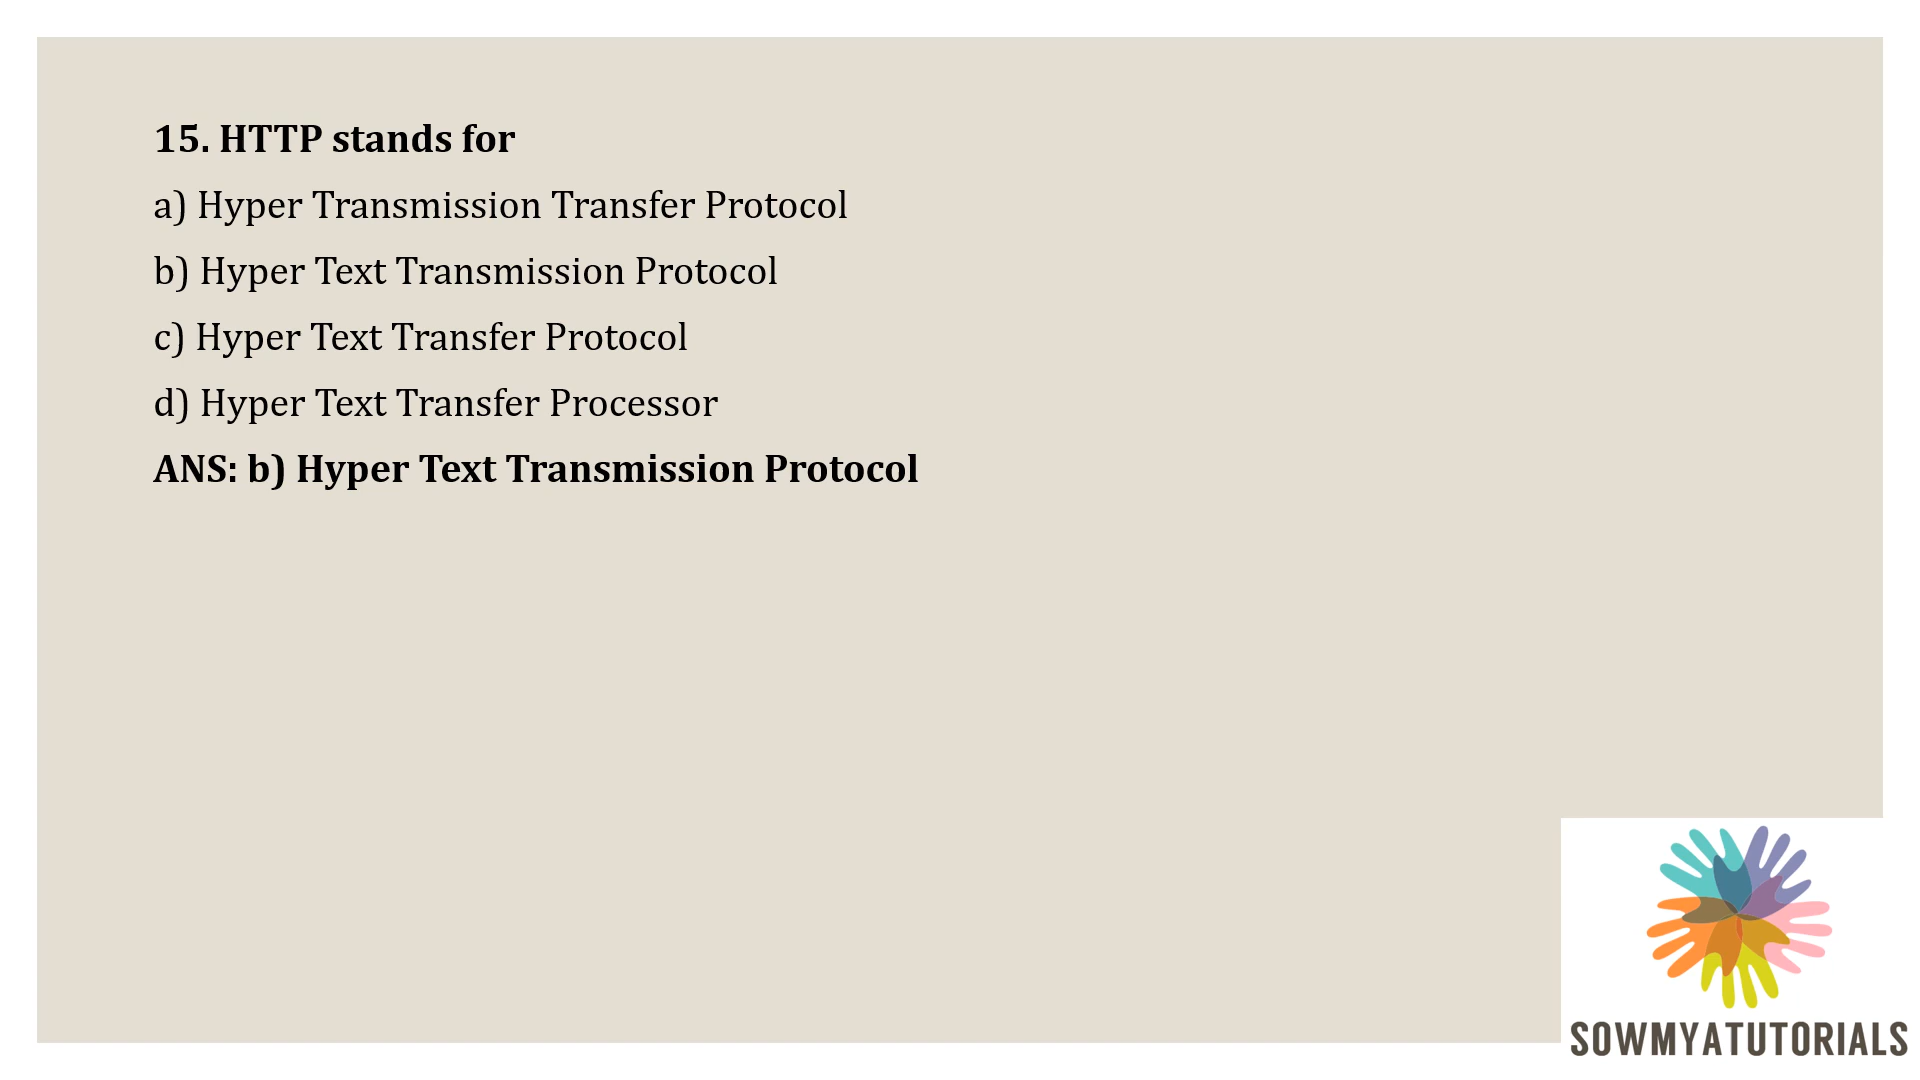 15. HTTP stands for
a) Hyper Transmission Transfer Protocol
b) Hyper Text Transmission Protocol
c) Hyper Text Transfer Protocol
d) Hyper Text Transfer Processor
ANS: b) Hyper Text Transmission Protocol
SOWMYATUTORIALS